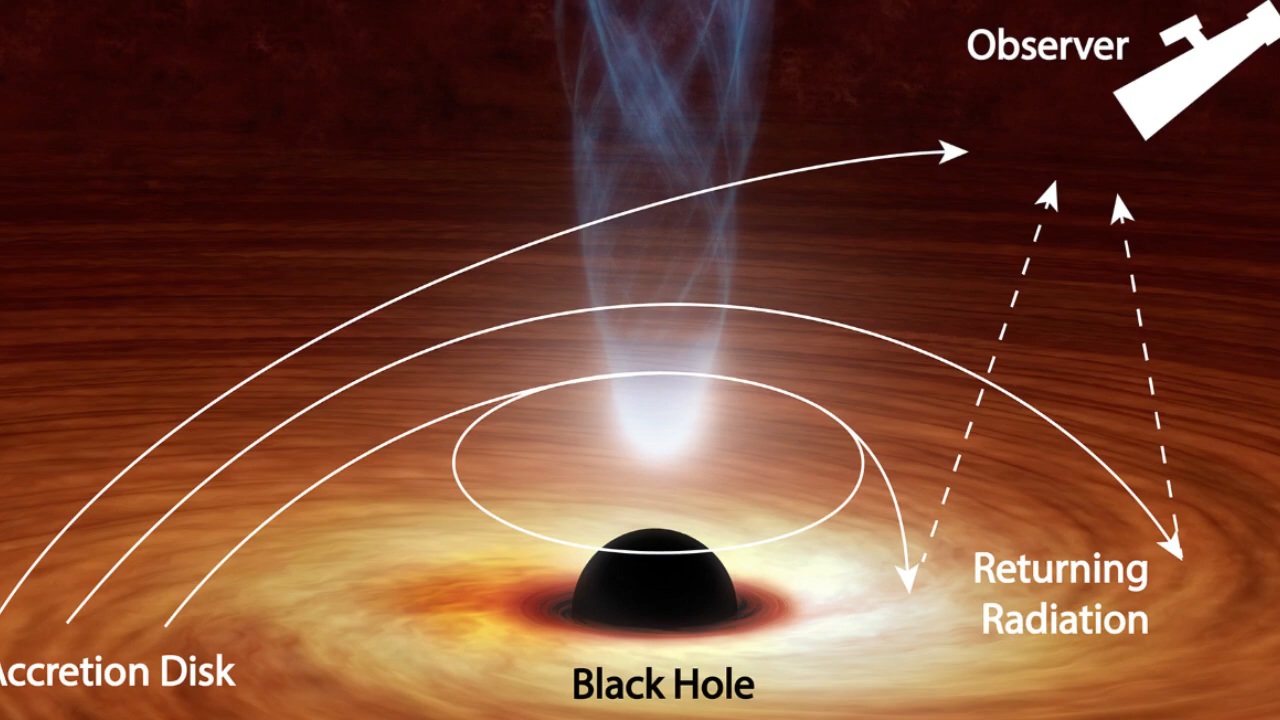 Observer
Returning
Radiation
Accretion Disk
Black Hole